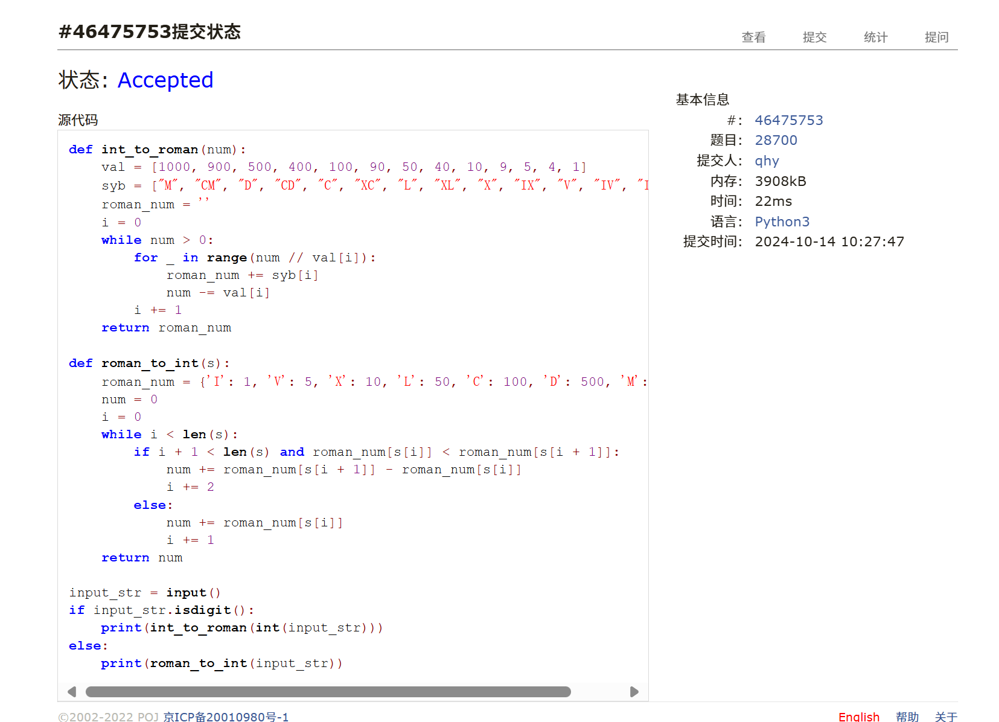 #46475753提交状态
查看 提交 统计 提问
状态: Accepted
源代码
def int_to_roman(num):
    val = [1000, 900, 500, 400, 100, 90, 50, 40, 10, 9, 5, 4, 1]
    syb = ["M", "CM", "D", "CD", "C", "XC", "L", "XL", "X", "IX", "V", "IV", "I
    roman_num = ''
    i = 0
    while num > 0:
        for _ in range(num // val[i]):
            roman_num += syb[i]
            num -= val[i]
        i += 1
    return roman_num

def roman_to_int(s):
    roman_num = {'I': 1, 'V': 5, 'X': 10, 'L': 50, 'C': 100, 'D': 500, 'M':
    num = 0
    i = 0
    while i < len(s):
        if i + 1 < len(s) and roman_num[s[i]] < roman_num[s[i + 1]]:
            num += roman_num[s[i + 1]] - roman_num[s[i]]
            i += 2
        else:
            num += roman_num[s[i]]
            i += 1
    return num

input_str = input()
if input_str.isdigit():
    print(int_to_roman(int(input_str)))
else:
    print(roman_to_int(input_str))
基本信息
#: 46475753
题目: 28700
提交人: qhy
内存: 3908kB
时间: 22ms
语言: Python3
提交时间: 2024-10-14 10:27:47
©2002-2022 POJ 京ICP备20010980号-1
English 帮助 关于